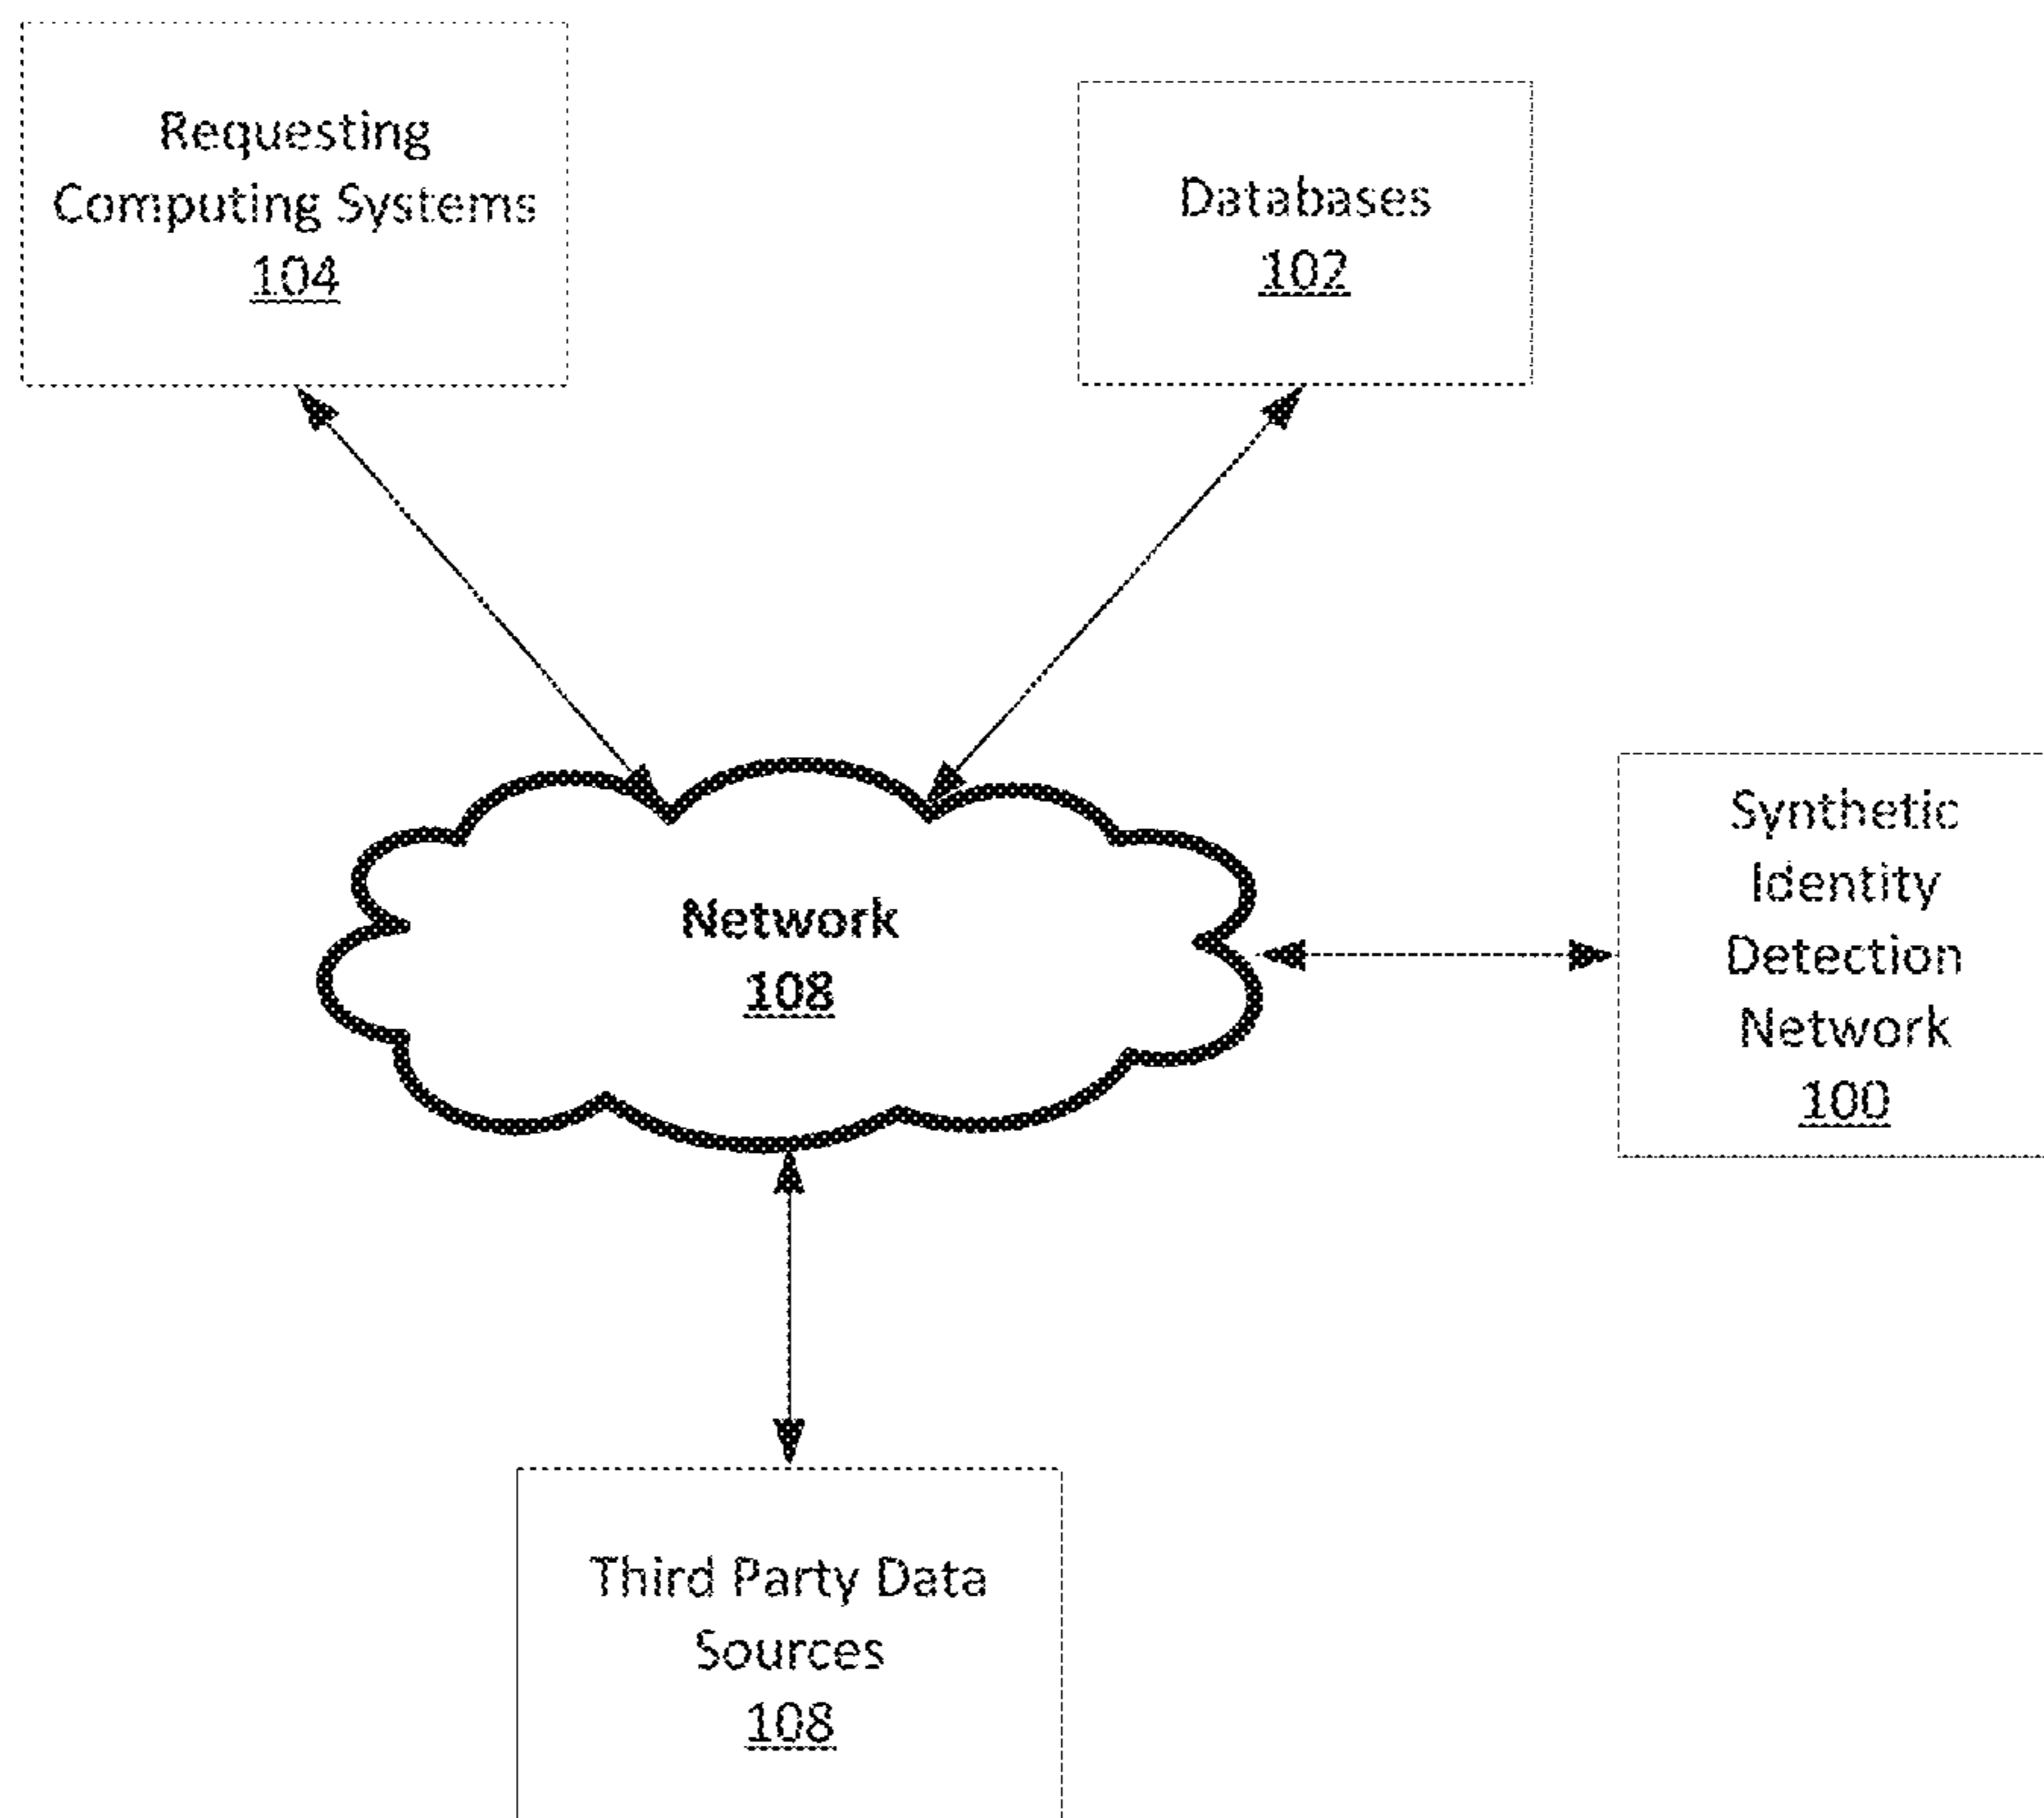 Requesting
Computing Systems
104
Databases
102
Network
108
Synthetic
Identity
Detection
Network
100
Third Party Data
Sources
108